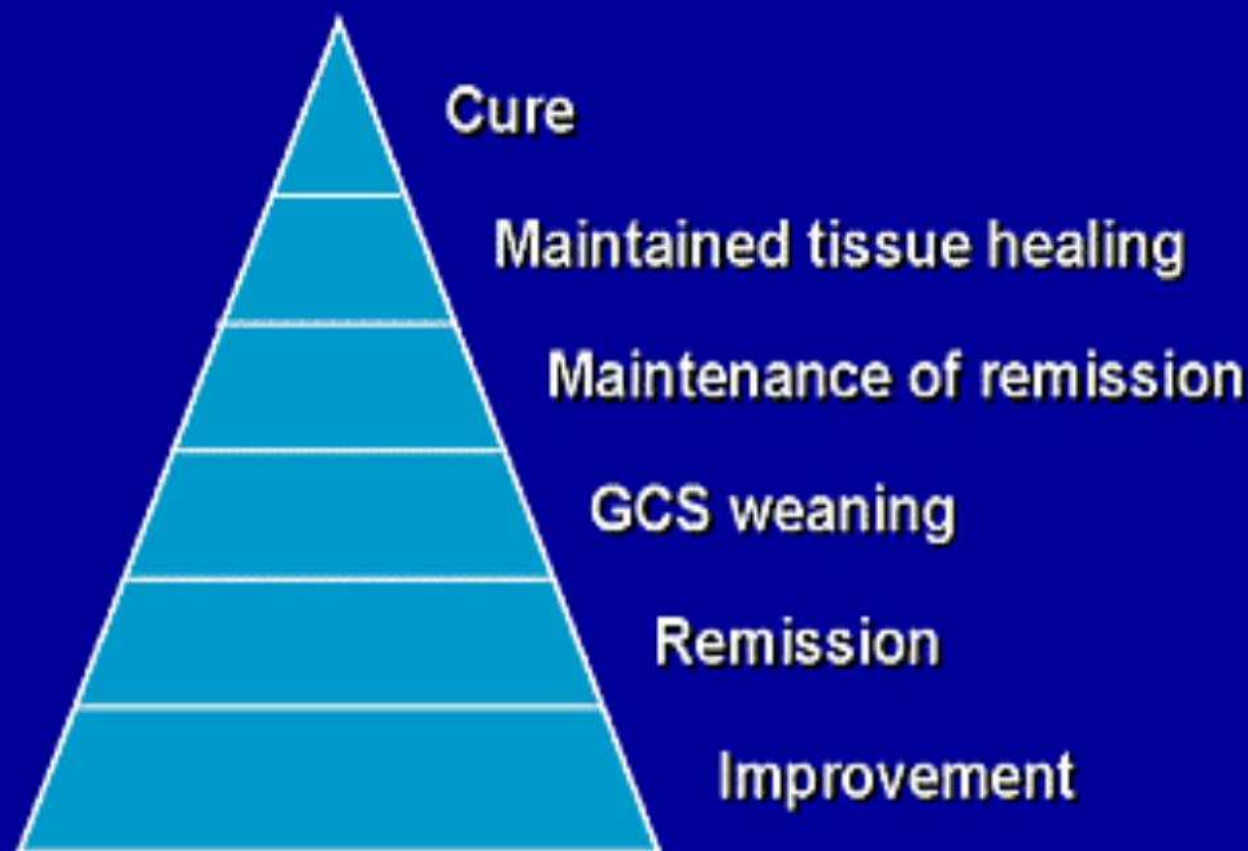 Cure
Maintained tissue healing
Maintenance of remission
GCS weaning
Remission
Improvement